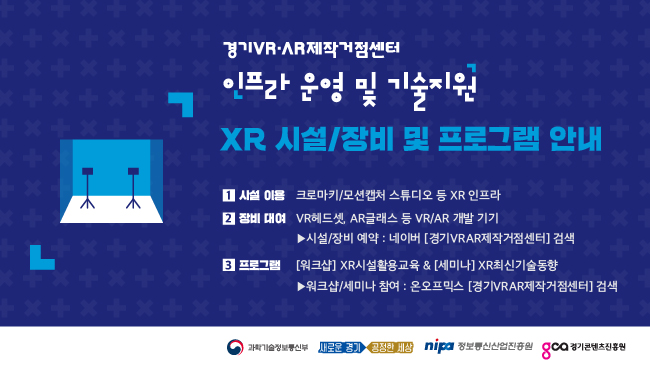 경기VR·AR제작거점센터
인프라 운영 및 기술지원
XR 시설/장비 및 프로그램 안내
1 시설 이용 크로마키/모션캡처 스튜디오 등 XR 인프라
2 장비 대여 VR헤드셋, AR글래스 등 VR/AR 개발 기기
▶시설/장비 예약 : 네이버 [경기VRAR제작거점센터] 검색
3 프로그램 [워크샵] XR시설활용교육 & [세미나] XR최신기술동향
▶워크샵/세미나 참여 : 온오프믹스 [경기VRAR제작거점센터] 검색
과학기술정보통신부 새로운 경기 공정한 세상 nipa 정보통신산업진흥원 gca 경기콘텐츠진흥원